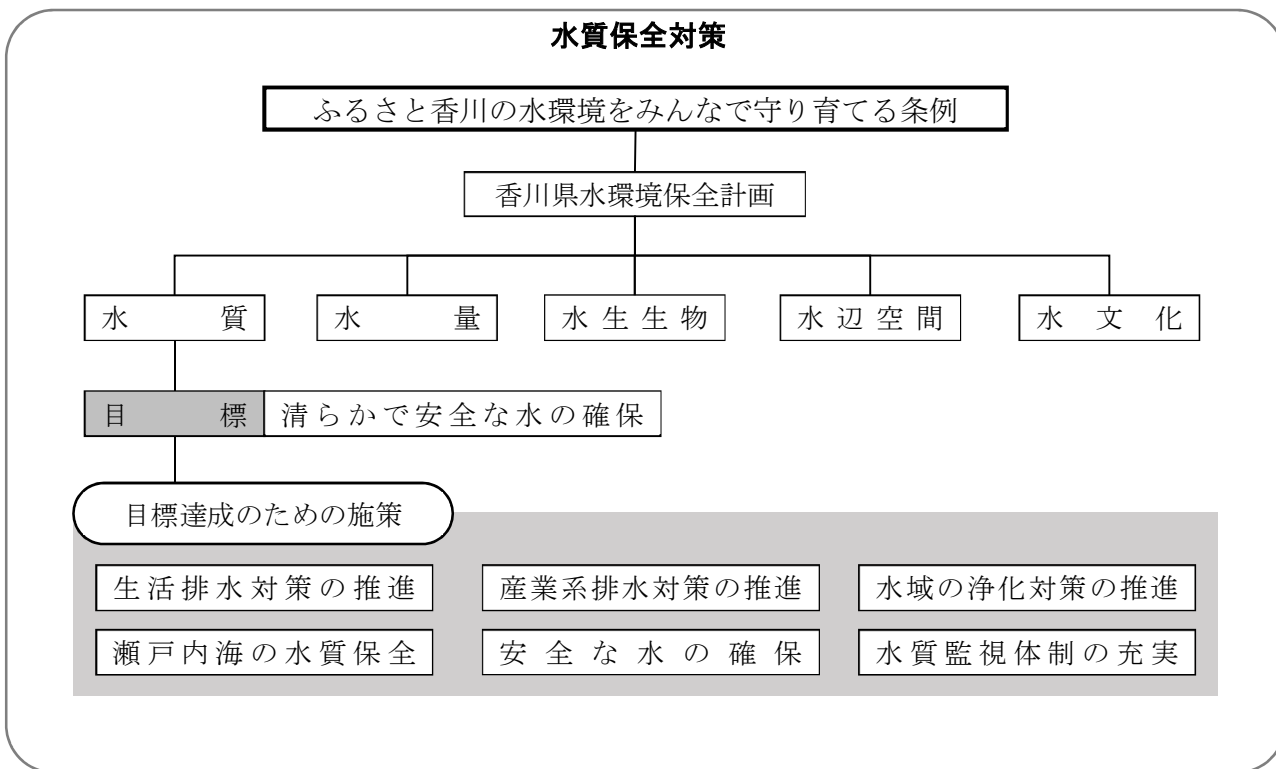 水質保全対策
ふるさと香川の水環境をみんなで守り育てる条例
香川県水環境保全計画
水質
水量
水生生物
水辺空間
水文化
目標 清らかで安全な水の確保
目標達成のための施策
生活排水対策の推進
産業系排水対策の推進
水域の浄化対策の推進
瀬戸内海の水質保全
安全な水の確保
水質監視体制の充実